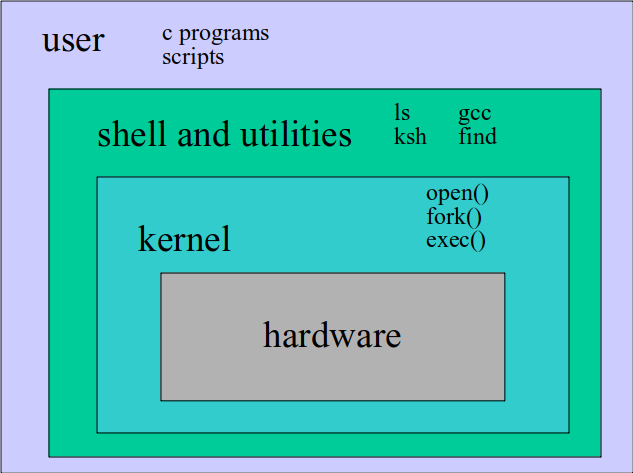 user
c programs
scripts
shell and utilities
ls gcc
ksh find
kernel
open()
fork()
exec()
hardware